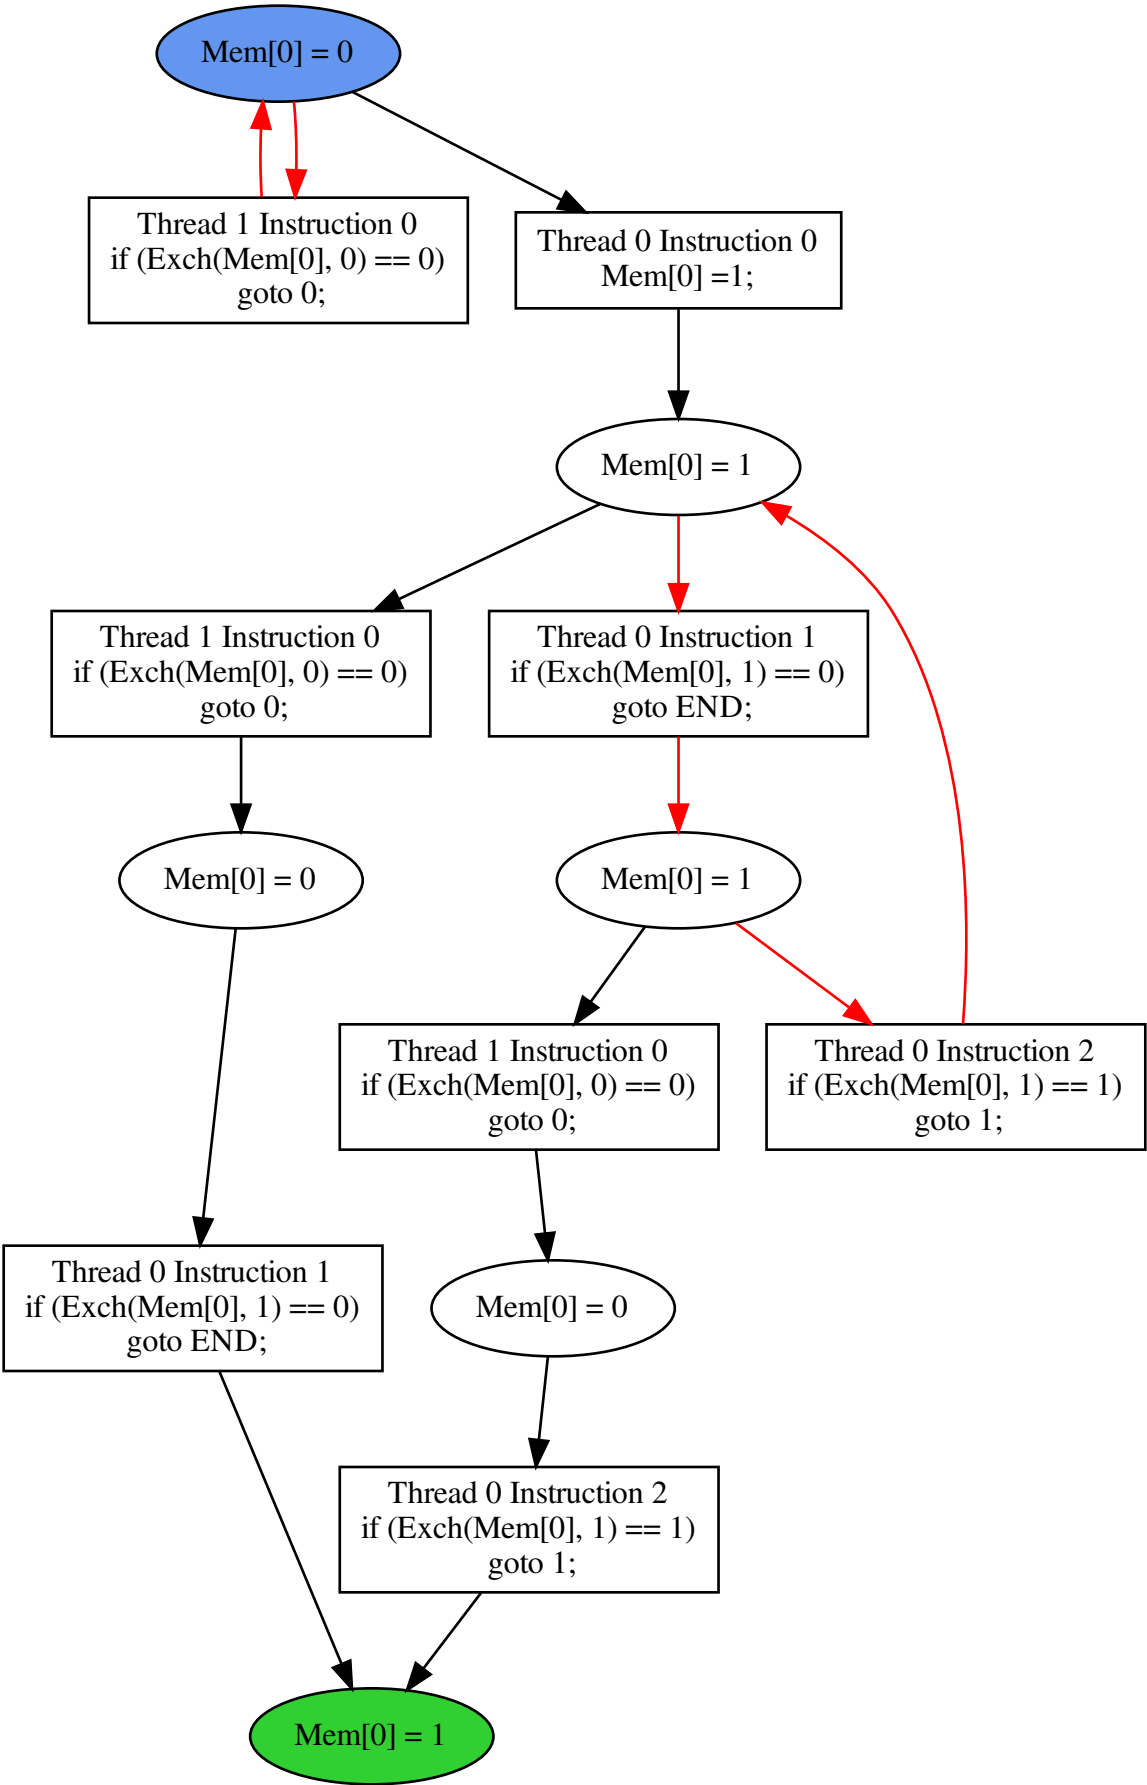 Mem[0] = 0
Thread 1 Instruction 0
if (Exch(Mem[0], 0) == 0)
goto 0;
Thread 0 Instruction 0
Mem[0] =1;
Mem[0] = 1
Thread 1 Instruction 0
if (Exch(Mem[0], 0) == 0)
goto 0;
Thread 0 Instruction 1
if (Exch(Mem[0], 1) == 0)
goto END;
Mem[0] = 0
Mem[0] = 1
Thread 1 Instruction 0
if (Exch(Mem[0], 0) == 0)
goto 0;
Thread 0 Instruction 2
if (Exch(Mem[0], 1) == 1)
goto 1;
Thread 0 Instruction 1
if (Exch(Mem[0], 1) == 0)
goto END;
Mem[0] = 0
Thread 0 Instruction 2
if (Exch(Mem[0], 1) == 1)
goto 1;
Mem[0] = 1